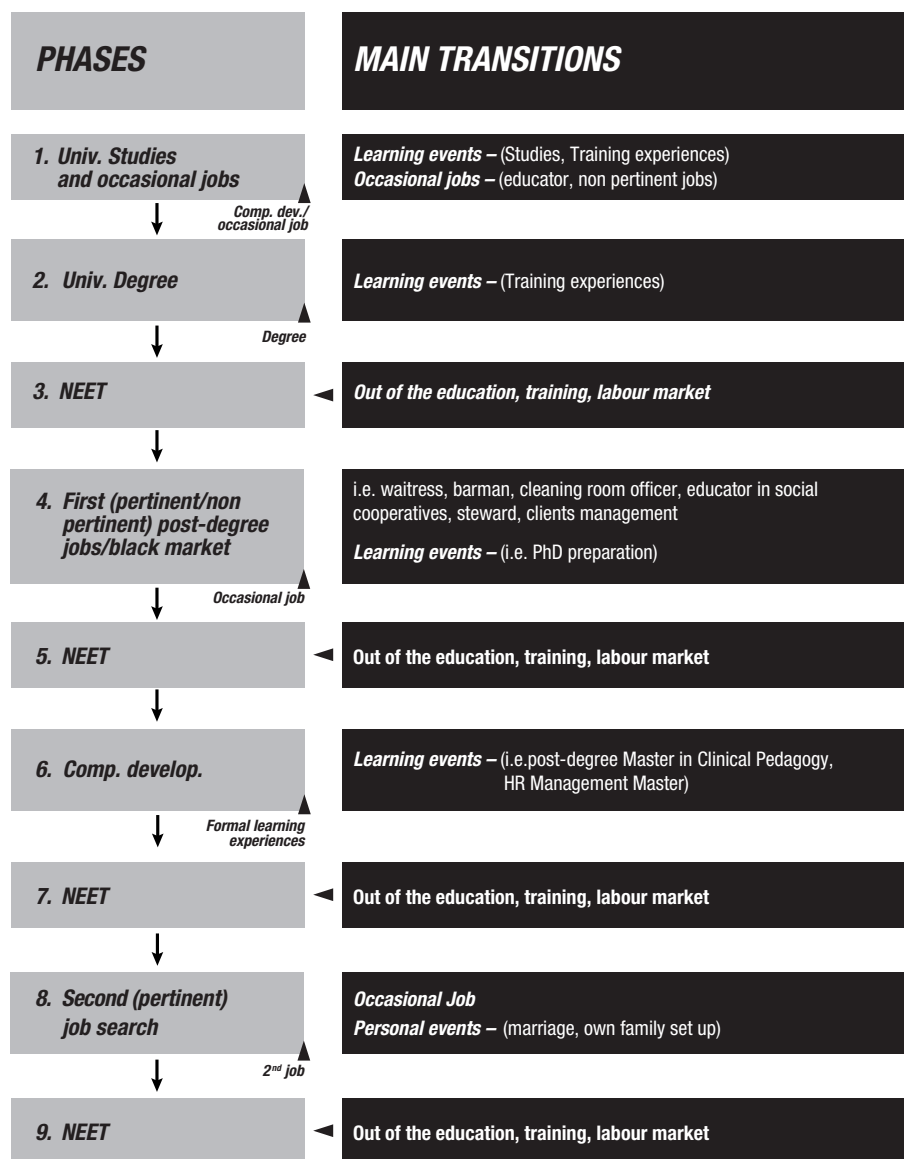 PHASES
MAIN TRANSITIONS
1. Univ. Studies
and occasional jobs
Learning events – (Studies, Training experiences)
Occasional jobs – (educator, non pertinent jobs)
Comp. dev./
occasional job
2. Univ. Degree
Learning events – (Training experiences)
Degree
3. NEET
Out of the education, training, labour market
4. First (pertinent/non
pertinent) post-degree
jobs/black market
i.e. waitress, barman, cleaning room officer, educator in social
cooperatives, steward, clients management
Learning events – (i.e. PhD preparation)
Occasional job
5. NEET
Out of the education, training, labour market
6. Comp. develop.
Learning events – (i.e.post-degree Master in Clinical Pedagogy,
HR Management Master)
Formal learning
experiences
7. NEET
Out of the education, training, labour market
8. Second (pertinent)
job search
Occasional Job
Personal events – (marriage, own family set up)
2nd job
9. NEET
Out of the education, training, labour market